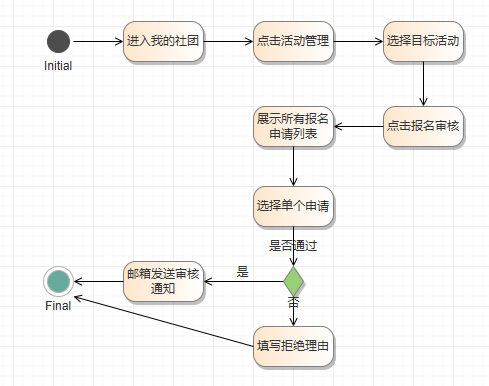 Initial
进入我的社团
点击活动管理
选择目标活动
点击报名审核
展示所有报名
申请列表
选择单个申请
是否通过
是
否
邮箱发送审核
通知
Final
填写拒绝理由